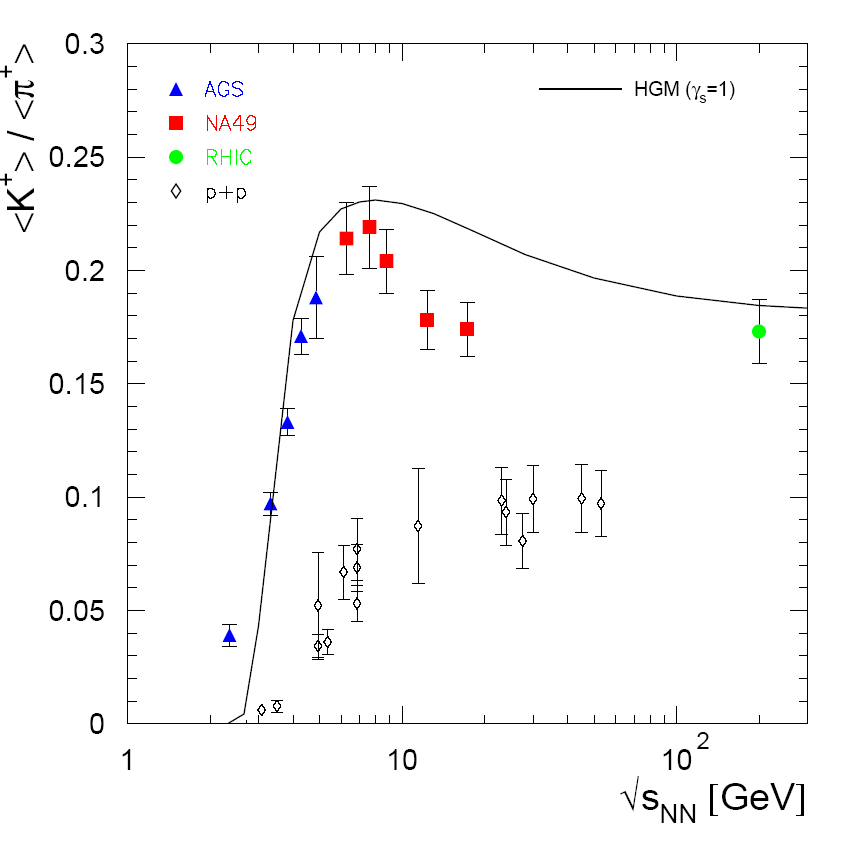 <K⁺> / <π⁺>
0.3
0.25
0.2
0.15
0.1
0.05
0
AGS
NA49
RHIC
p+p
HGM (γₛ=1)
1
10
10²
√s_NN [GeV]